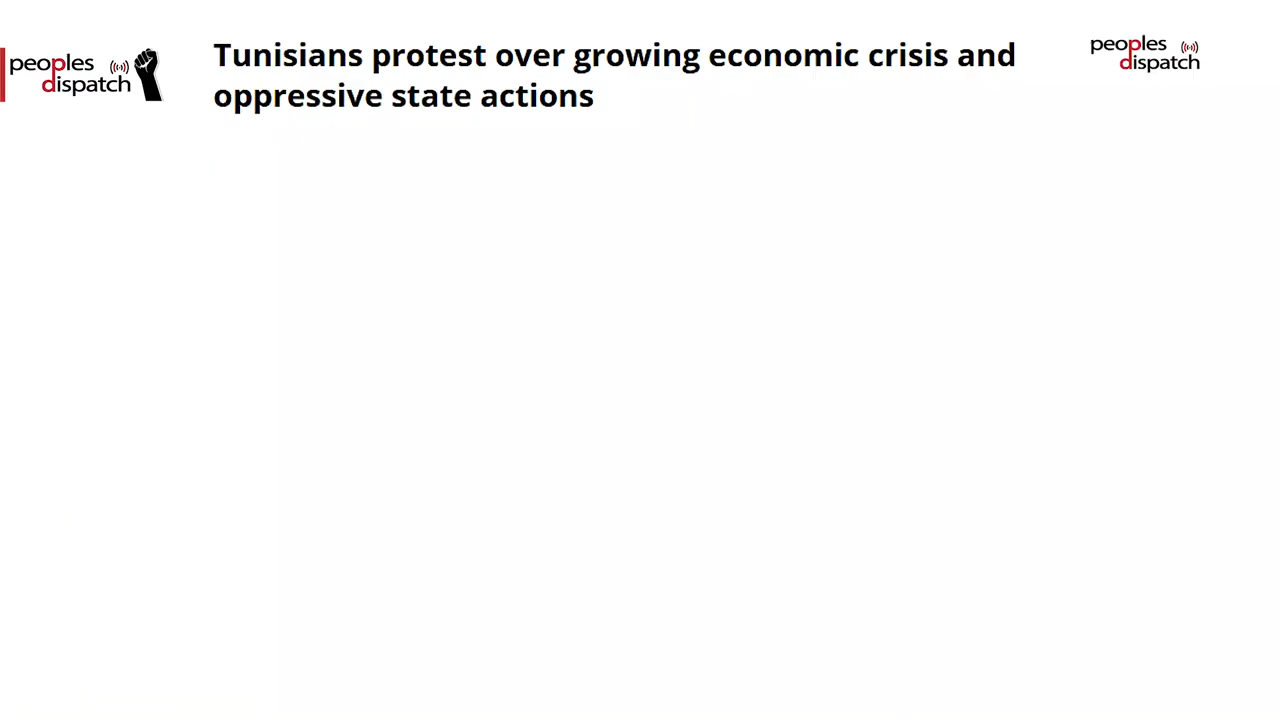 peoples
dispatch
Tunisians protest over growing economic crisis and
oppressive state actions
peoples
dispatch